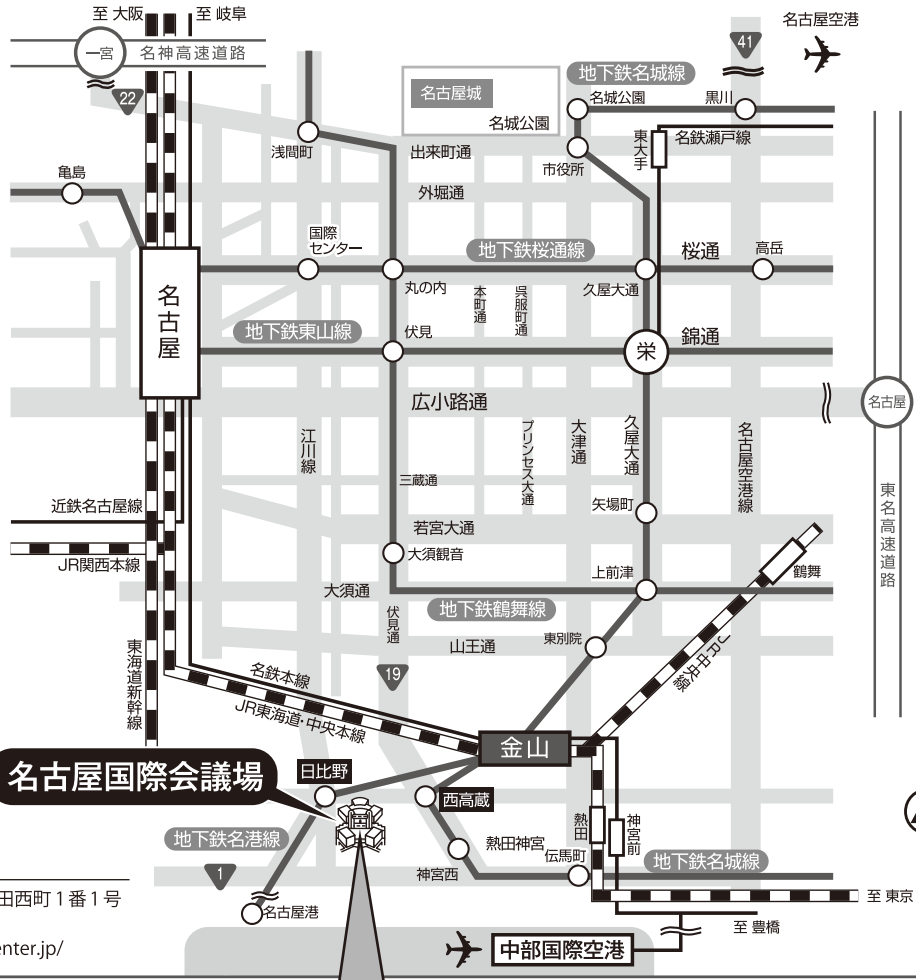 至 大阪
至 岐阜
名古屋空港
一宮
名神高速道路
41
地下鉄名城線
名古屋城
22
名城公園
黒川
名城公園
東大手
名鉄瀬戸線
浅間町
出来町通
市役所
亀島
外堀通
国際
センター
地下鉄桜通線
桜通
高岳
名古屋
丸の内
本町通
呉服町通
久屋大通
地下鉄東山線
伏見
栄
錦通
広小路通
名古屋
江川線
プリンセス大通
大津通
久屋大通
名古屋空港線
三蔵通
東名高速道路
近鉄名古屋線
矢場町
若宮大通
大須観音
JR関西本線
上前津
鶴舞
大須通
地下鉄鶴舞線
伏見通
東海道新幹線
山王通
東別院
JR中央線
名鉄本線
19
JR東海道・中央本線
金山
名古屋国際会議場
日比野
西高蔵
地下鉄名港線
熱田神宮
熱田
神宮前
伝馬町
地下鉄名城線
1
神宮西
田西町1番1号
至 東京
名古屋港
至 豊橋
enter.jp/
中部国際空港